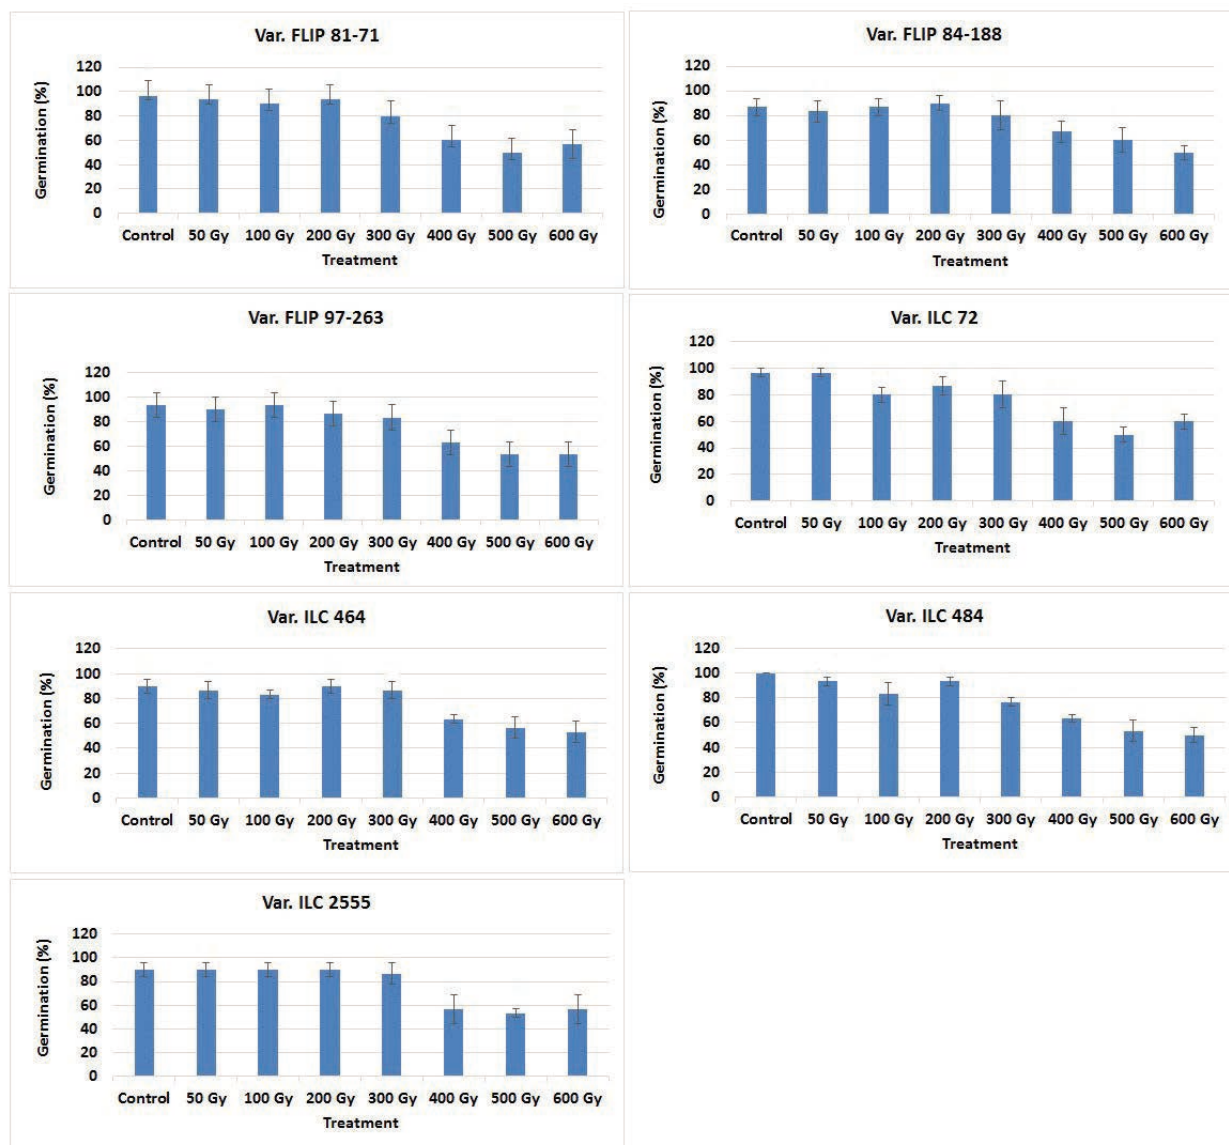 Var. FLIP 81-71
Germination (%)
120
100
80
60
40
20
0
Control 50 Gy 100 Gy 200 Gy 300 Gy 400 Gy 500 Gy 600 Gy
Treatment
Var. FLIP 84-188
Germination (%)
120
100
80
60
40
20
0
Control 50 Gy 100 Gy 200 Gy 300 Gy 400 Gy 500 Gy 600 Gy
Treatment
Var. FLIP 97-263
Germination (%)
120
100
80
60
40
20
0
Control 50 Gy 100 Gy 200 Gy 300 Gy 400 Gy 500 Gy 600 Gy
Treatment
Var. ILC 72
Germination (%)
120
100
80
60
40
20
0
Control 50 Gy 100 Gy 200 Gy 300 Gy 400 Gy 500 Gy 600 Gy
Treatment
Var. ILC 464
Germination (%)
120
100
80
60
40
20
0
Control 50 Gy 100 Gy 200 Gy 300 Gy 400 Gy 500 Gy 600 Gy
Treatment
Var. ILC 484
Germination (%)
120
100
80
60
40
20
0
Control 50 Gy 100 Gy 200 Gy 300 Gy 400 Gy 500 Gy 600 Gy
Treatment
Var. ILC 2555
Germination (%)
120
100
80
60
40
20
0
Control 50 Gy 100 Gy 200 Gy 300 Gy 400 Gy 500 Gy 600 Gy
Treatment